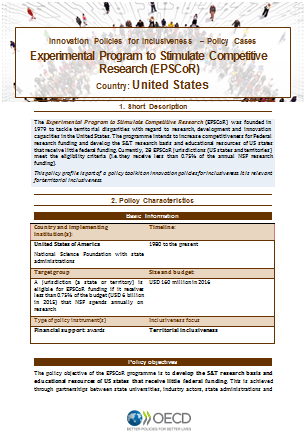 Innovation Policies for Inclusiveness – Policy Cases
Experimental Program to Stimulate Competitive
Research (EPSCoR)
Country: United States
1. Short Description
The Experimental Program to Stimulate Competitive Research (EPSCoR) was founded in
1979 to tackle territorial disparities with regard to research, development and innovation
capacities in the United States. The programme intends to increase competitiveness for Federal
research funding and develop the S&T research basis and educational resources of US states
that receive little federal funding. Currently, 28 EPSCoR jurisdictions (US states and territories)
meet the eligibility criteria (i.e. they receive less than 0.75% of the annual NSF research
funding).
This policy profile is part of a policy toolkit on innovation policies for inclusiveness. It is relevant
for territorial inclusiveness.
2. Policy Characteristics
Basic Information
Country and implementing
institution(s):
Timeline:
United States of America
1980 to the present
National Science Foundation with state
administrations
Target group
Size and budget:
A jurisdiction (a state or territory) is
eligible for EPSCoR funding if it receives
less than 0.75% of the budget (USD 6 billion
in 2015) that NSF spends annually on
research
USD 160 million in 2016
Type of policy instrument(s)
Inclusiveness focus
Financial support: awards
Territorial inclusiveness
Policy objectives
The policy objective of the EPSCoR programme is to develop the S&T research basis and
educational resources of US states that receive little federal funding. This is achieved
through partnerships between state universities, industry actors, state administrations and
OECD
BETTER POLICIES FOR BETTER LIVES